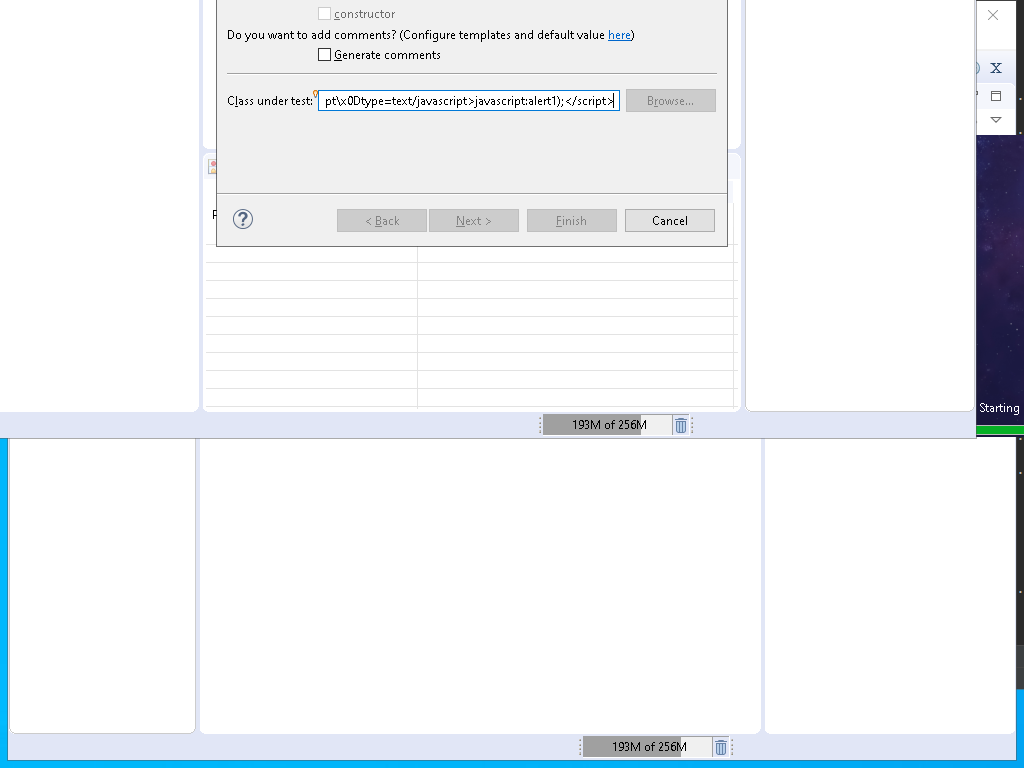 constructor
Do you want to add comments? (Configure templates and default value here)
Generate comments
Class under test: pt\x0Dtype=text/javascript>javascript:alert1);</script>
Browse...
< Back
Next >
Finish
Cancel
Starting
193M of 256M
193M of 256M